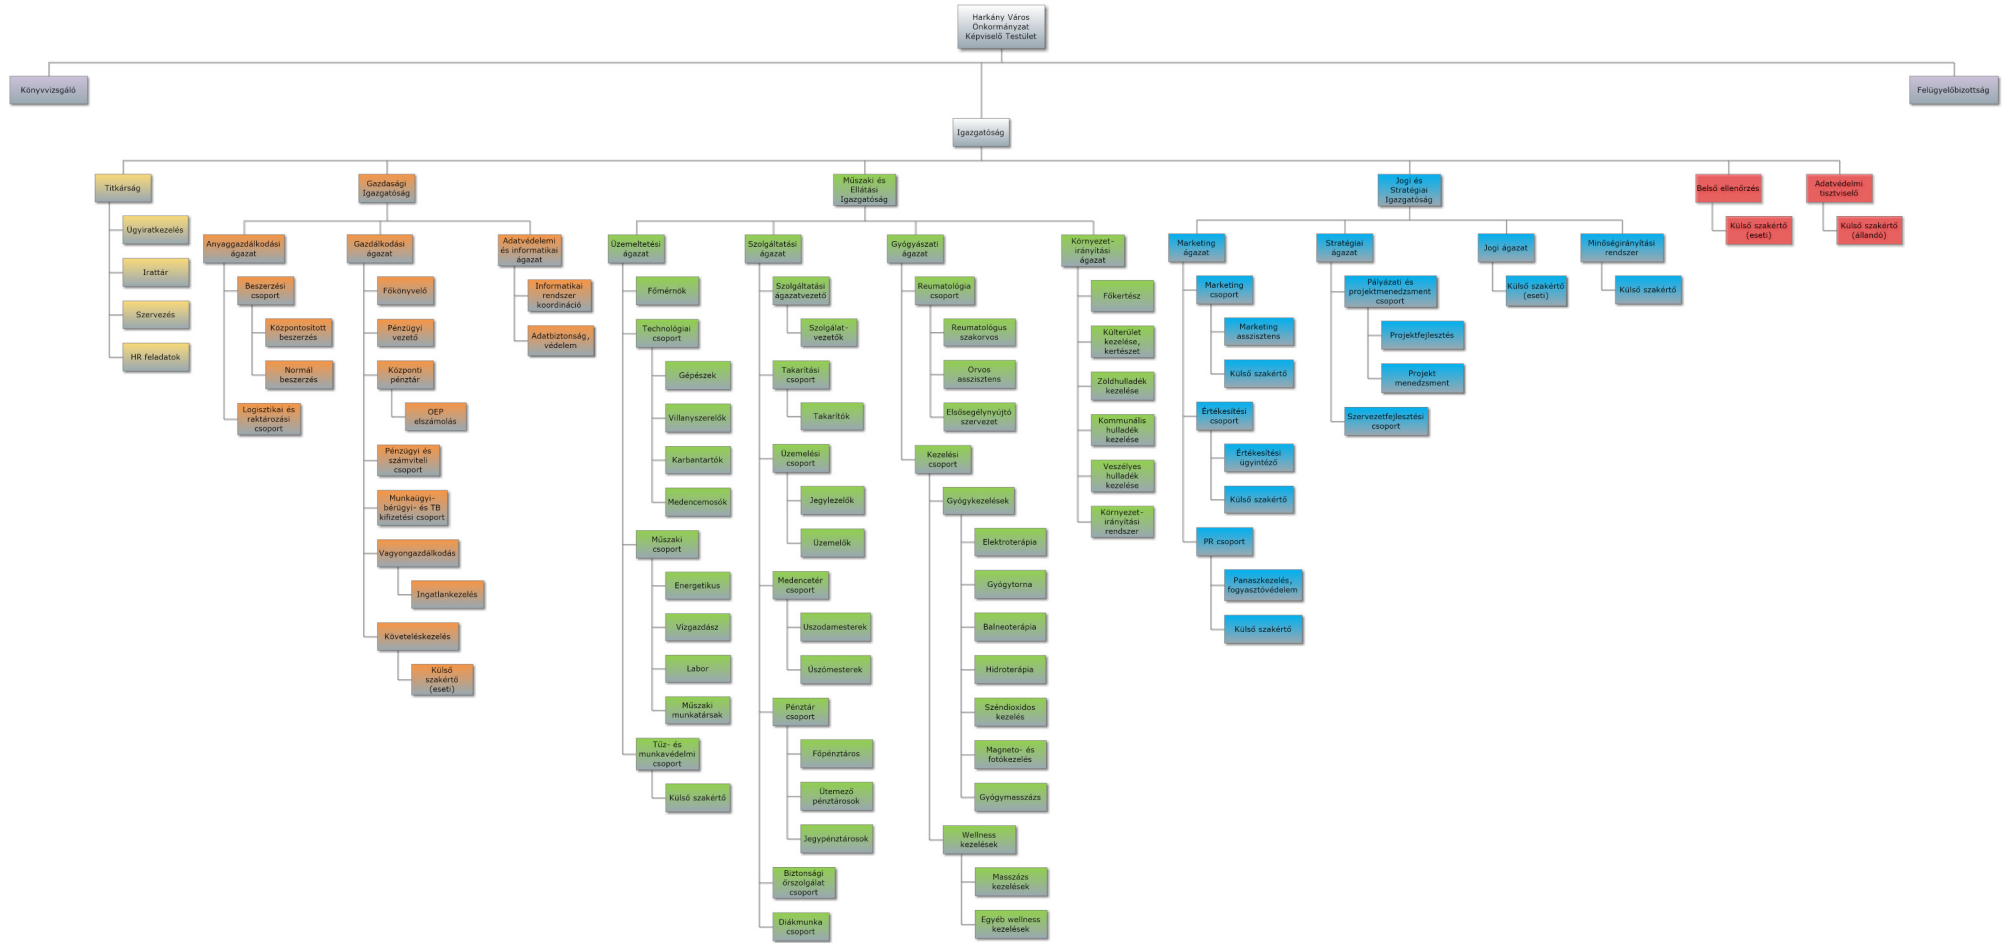 Harkány Város
Önkormányzat
Képviselő Testület
Könyvvizsgáló
Felügyelőbizottság
Igazgatóság
Titkárság
Ügyiratkezelés
Irattár
Szervezés
HR feladatok
Gazdasági
Igazgatóság
Anyaggazdálkodási
ágazat
Beszerzési
csoport
Központosított
beszerzés
Normál
beszerzés
Logisztikai és
raktározási
csoport
Gazdálkodási
ágazat
Főkönyvelő
Pénzügyi
vezető
Központi
pénztár
OEP
elszámolás
Pénzügyi és
számviteli
csoport
Munkaügyi-
bérügyi- és TB
kifizetési csoport
Vagyongazdálkodás
Ingatlankezelés
Követeléskezelés
Külső
szakértő
(eseti)
Adatvédelemi
és informatikai
ágazat
Informatikai
rendszer
koordináció
Adatbiztonság,
védelem
Műszaki és
Ellátási
Igazgatóság
Üzemeltetési
ágazat
Főmérnök
Technológiai
csoport
Gépészek
Villanyszerelők
Karbantartók
Medencemosók
Műszaki
csoport
Energetikus
Vízgazdász
Labor
Műszaki
munkatársak
Tűz- és
munkavédelmi
csoport
Külső szakértő
Szolgáltatási
ágazat
Szolgáltatási
ágazatvezető
Szolgálat-
vezetők
Takarítási
csoport
Takarítók
Üzemelési
csoport
Jegylezelők
Üzemelők
Medencetér
csoport
Uszodamesterek
Úszómesterek
Pénztár
csoport
Főpénztáros
Ütemező
pénztárosok
Jegypénztárosok
Biztonsági
őrszolgálat
csoport
Diákmunka
csoport
Gyógyászati
ágazat
Reumatológia
csoport
Reumatológus
szakorvos
Orvos
asszisztens
Elsősegélynyújtó
szervezet
Kezelési
csoport
Gyógykezelések
Elektroterápia
Gyógytorna
Balneoterápia
Hidroterápia
Széndioxidos
kezelés
Magneto- és
fotókezelés
Gyógymasszázs
Wellness
kezelések
Masszázs
kezelések
Egyéb wellness
kezelések
Környezet-
irányítási
ágazat
Főkertész
Külterület
kezelése,
kertészet
Zöldhulladék
kezelése
Kommunális
hulladék
kezelése
Veszélyes
hulladék
kezelése
Környezet-
irányítási
rendszer
Jogi és
Stratégiai
Igazgatóság
Marketing
ágazat
Marketing
csoport
Marketing
asszisztens
Külső szakértő
Értékesítési
csoport
Értékesítési
ügyintéző
Külső szakértő
PR csoport
Panaszkezelés,
fogyasztóvédelem
Külső szakértő
Stratégiai
ágazat
Pályázati és
projektmenedzsment
csoport
Projektfejlesztés
Projekt
menedzsment
Szervezetfejlesztési
csoport
Jogi ágazat
Külső szakértő
(eseti)
Minőségirányítási
rendszer
Külső szakértő
Belső ellenőrzés
Külső szakértő
(eseti)
Adatvédelmi
tisztviselő
Külső szakértő
(állandó)